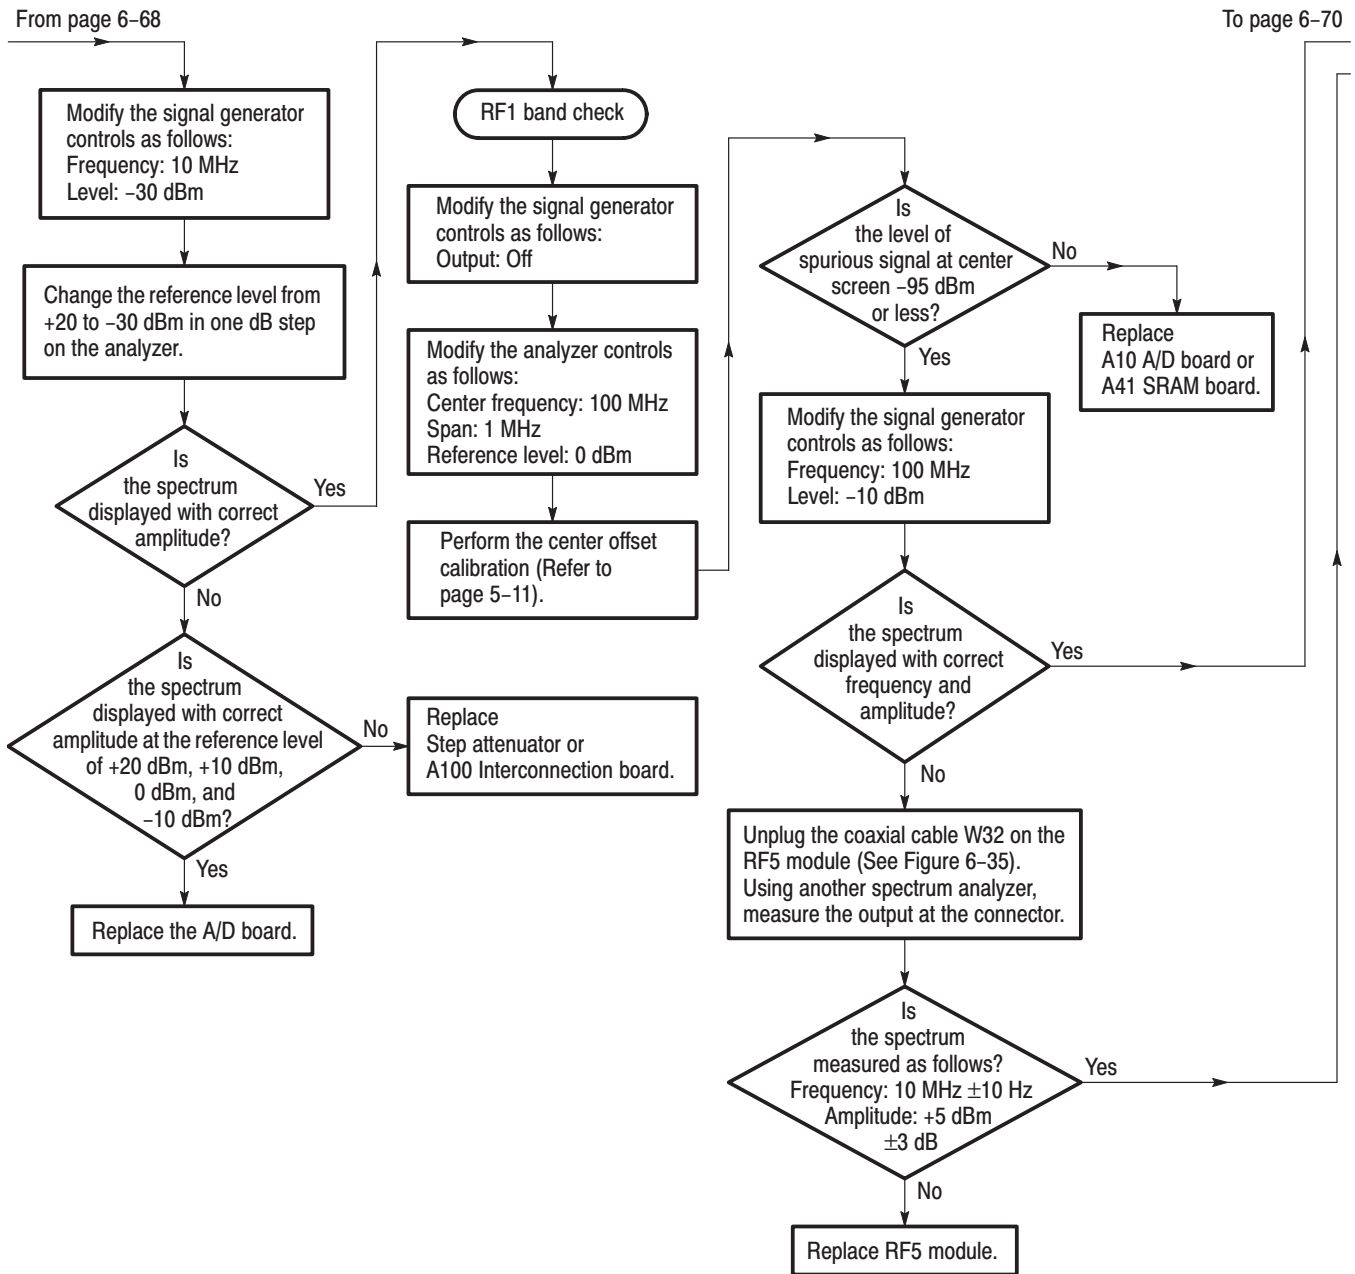 From page 6–68
To page 6–70
Modify the signal generator
controls as follows:
Frequency: 10 MHz
Level: –30 dBm
Change the reference level from
+20 to –30 dBm in one dB step
on the analyzer.
Is
the spectrum
displayed with correct
amplitude?
Yes
No
Is
the spectrum
displayed with correct
amplitude at the reference level
of +20 dBm, +10 dBm,
0 dBm, and
–10 dBm?
No
Replace
Step attenuator or
A100 Interconnection board.
Yes
Replace the A/D board.
RF1 band check
Modify the signal generator
controls as follows:
Output: Off
Modify the analyzer controls
as follows:
Center frequency: 100 MHz
Span: 1 MHz
Reference level: 0 dBm
Perform the center offset
calibration (Refer to
page 5–11).
Is
the level of
spurious signal at center
screen –95 dBm
or less?
No
Replace
A10 A/D board or
A41 SRAM board.
Yes
Modify the signal generator
controls as follows:
Frequency: 100 MHz
Level: –10 dBm
Is
the spectrum
displayed with correct
frequency and
amplitude?
Yes
No
Unplug the coaxial cable W32 on the
RF5 module (See Figure 6–35).
Using another spectrum analyzer,
measure the output at the connector.
Is
the spectrum
measured as follows?
Frequency: 10 MHz ±10 Hz
Amplitude: +5 dBm
±3 dB
Yes
No
Replace RF5 module.